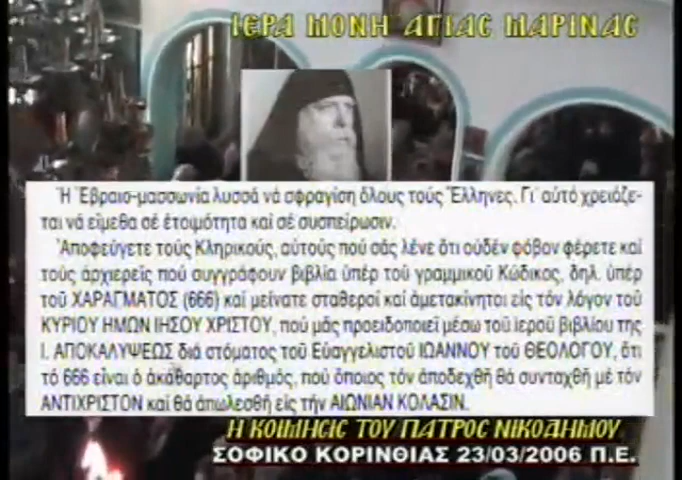 ΙΕΡΑ ΜΟΝΗ ΑΓΙΑΣ ΜΑΡΙΝΑΣ
Ἡ Ἑβραισ-μασσωνία λυσσᾶ νά σφραγίση ὅλους τούς Ἕλληνες. Γι' αὐτό χρειάζε-
ται νά εἴμεθα σέ ἑτοιμότητα καί σέ συσπείρωσιν.
Ἀποφεύγετε τούς Κληρικούς, αὐτούς πού σᾶς λένε ὅτι οὐδέν φόβον φέρετε καί
τούς ἀρχιερεῖς πού συγγράφουν βιβλία ὑπέρ τοῦ γραμμικοῦ Κώδικος, δηλ. ὑπέρ
τοῦ ΧΑΡΑΓΜΑΤΟΣ (666) καί μείνατε σταθεροί καί ἀμετακίνητοι εἰς τόν λόγον τοῦ
ΚΥΡΙΟΥ ΗΜΩΝ ΙΗΣΟΥ ΧΡΙΣΤΟΥ, πού μᾶς προειδοποιεῖ μέσω τοῦ ἱεροῦ βιβλίου της
Ι. ΑΠΟΚΑΛΥΨΕΩΣ διά στόματος τοῦ Εὐαγγελιστοῦ ΙΩΑΝΝΟΥ τοῦ ΘΕΟΛΟΓΟΥ, ὅτι
τό 666 εἶναι ὁ ἀκάθαρτος ἀριθμός, πού ὅποιος τόν ἀποδεχθῆ θά συνταχθῆ μέ τόν
ΑΝΤΙΧΡΙΣΤΟΝ καί θά ἀπωλεσθῆ εἰς τήν ΑΙΩΝΙΑΝ ΚΟΛΑΣΙΝ.
Η ΚΟΙΜΗΣΙΣ ΤΟΥ ΠΑΤΡΟΣ ΝΙΚΟΔΗΜΟΥ
ΣΟΦΙΚΟ ΚΟΡΙΝΘΙΑΣ 23/03/2006 Π.Ε.